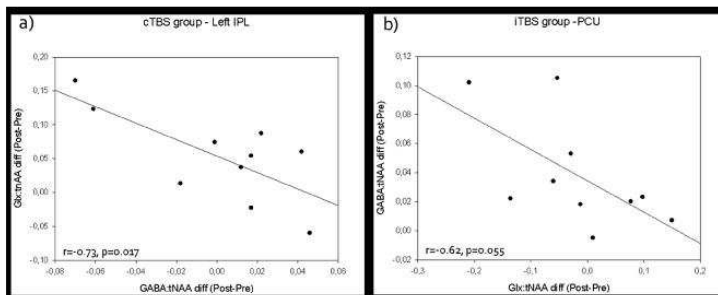 a)
cTBS group - Left IPL
0,20
0,15
0,10
0,05
0,00
-0,05
-0,10
Glx:tnAA diff (Post-Pre)
r=-0.73, p=0.017
-0,08
-0,06
-0,04
-0,02
0,00
0,02
0,04
0,06
GABA:tNAA diff (Post-Pre)
b)
iTBS group -PCU
0,12
0,10
0,08
0,06
0,04
0,02
0,00
-0,02
GABA:tNAA diff (Post-Pre)
r=-0.62, p=0.055
-0,3
-0,2
-0,1
0,0
0,1
0,2
Glx:tNAA diff (Post-Pre)